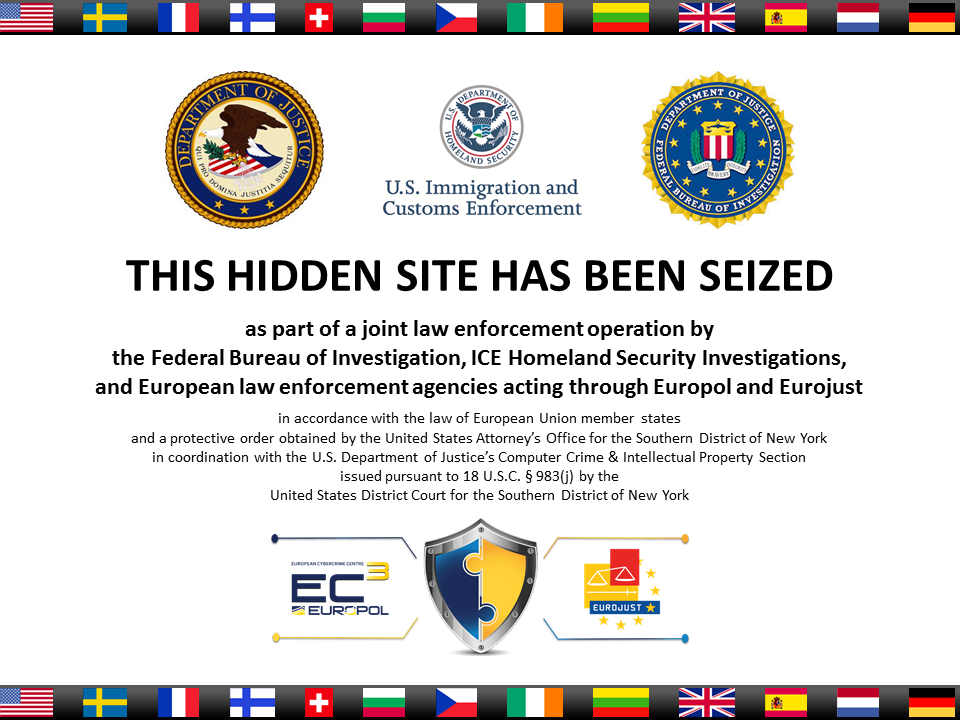 DEPARTMENT OF JUSTICE
QUI PRO DOMINA JUSTITIA SEQUITUR
U.S. DEPARTMENT OF
HOMELAND SECURITY
U.S. Immigration and
Customs Enforcement
DEPARTMENT OF JUSTICE
FEDERAL BUREAU OF INVESTIGATION
THIS HIDDEN SITE HAS BEEN SEIZED
as part of a joint law enforcement operation by
the Federal Bureau of Investigation, ICE Homeland Security Investigations,
and European law enforcement agencies acting through Europol and Eurojust
in accordance with the law of European Union member states
and a protective order obtained by the United States Attorney’s Office for the Southern District of New York
in coordination with the U.S. Department of Justice’s Computer Crime & Intellectual Property Section
issued pursuant to 18 U.S.C. § 983(j) by the
United States District Court for the Southern District of New York
EUROPEAN CYBERCRIME CENTRE
EC3
EUROPOL
EUROJUST